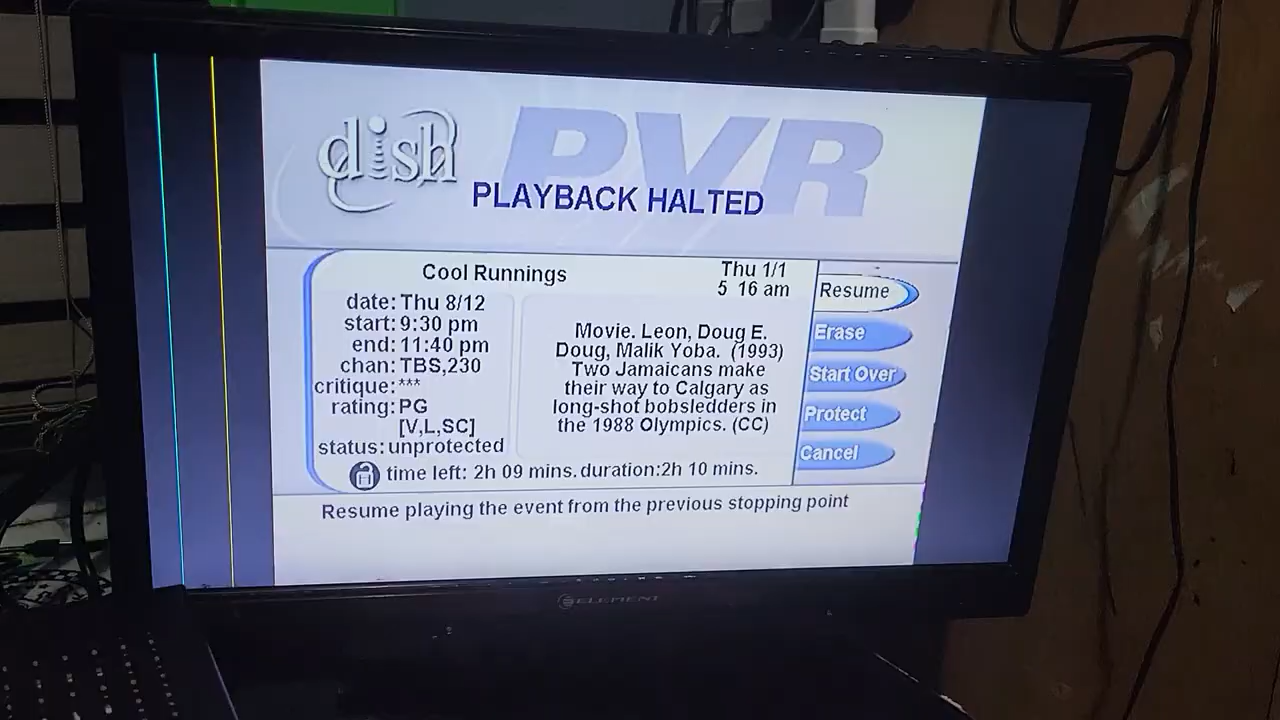 dish
PVR
PLAYBACK HALTED
Cool Runnings
Thu 1/1
5 16 am
date: Thu 8/12
start: 9:30 pm
end: 11:40 pm
chan: TBS,230
critique: ***
rating: PG
[V,L,SC]
status: unprotected
Movie. Leon, Doug E.
Doug, Malik Yoba. (1993)
Two Jamaicans make
their way to Calgary as
long-shot bobsledders in
the 1988 Olympics. (CC)
time left: 2h 09 mins. duration:2h 10 mins.
Resume
Erase
Start Over
Protect
Cancel
Resume playing the event from the previous stopping point
ELEMENT